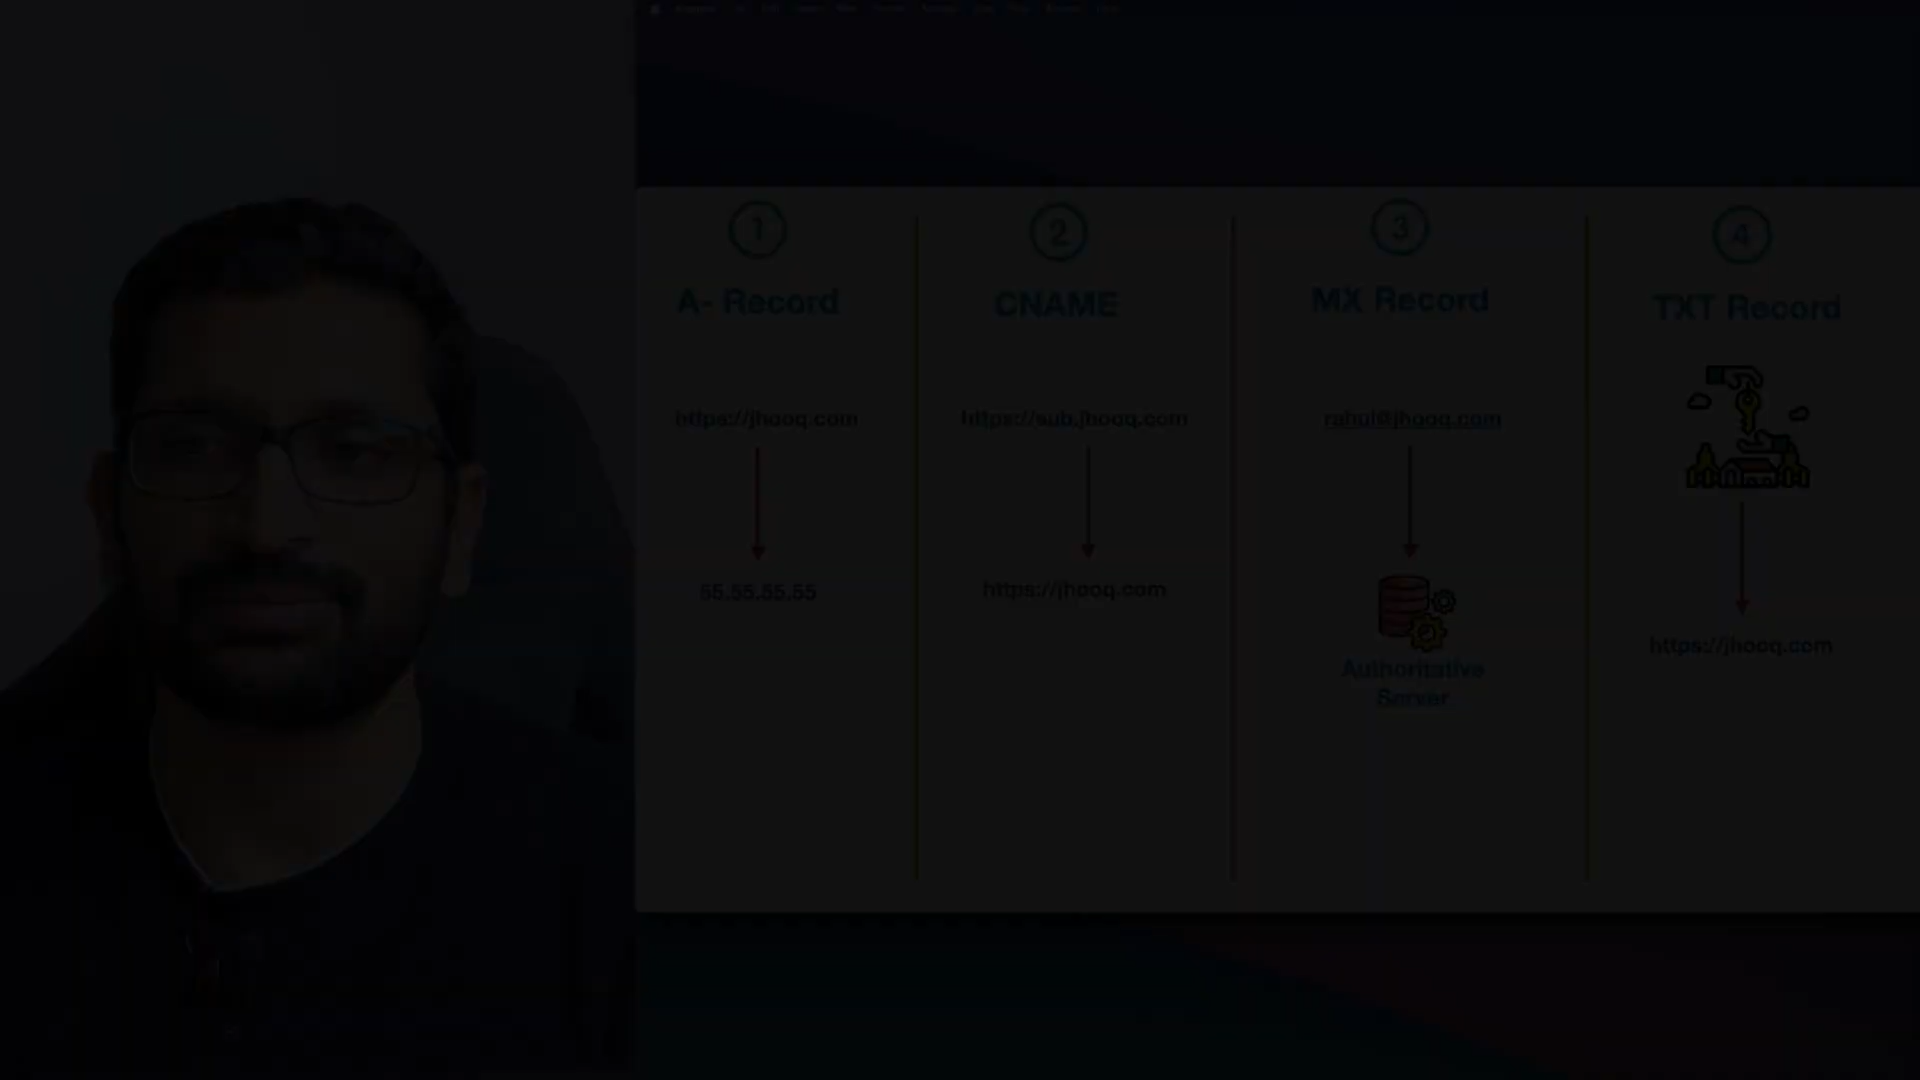 1
A- Record
https://jhooq.com
55.55.55.55
2
CNAME
https://sub.jhooq.com
https://jhooq.com
3
MX Record
rahul@jhooq.com
Authoritative
Server
4
TXT Record
https://jhooq.com